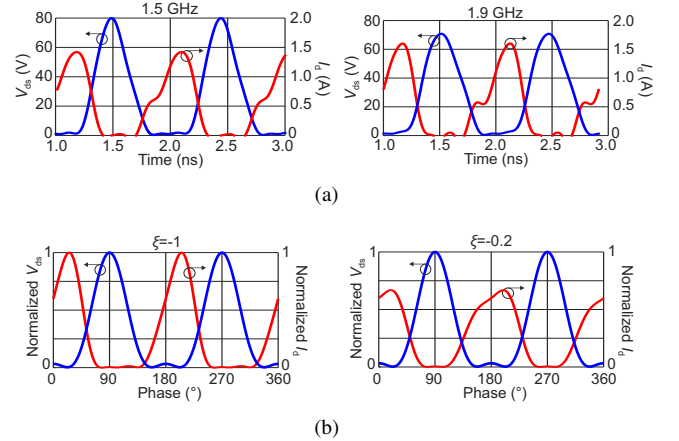 1.5 GHz
80
60
40
20
0
V_ds (V)
2.0
1.5
1.0
0.5
0
I_d (A)
1.0 1.5 2.0 2.5 3.0
Time (ns)
1.9 GHz
80
60
40
20
0
V_ds (V)
2.0
1.5
1.0
0.5
0
I_d (A)
1.0 1.5 2.0 2.5 3.0
Time (ns)
(a)
ξ=-1
1
0
Normalized V_ds
1
0
Normalized I_d
0 90 180 270 360
Phase (°)
ξ=-0.2
1
0
Normalized V_ds
1
0
Normalized I_d
0 90 180 270 360
Phase (°)
(b)